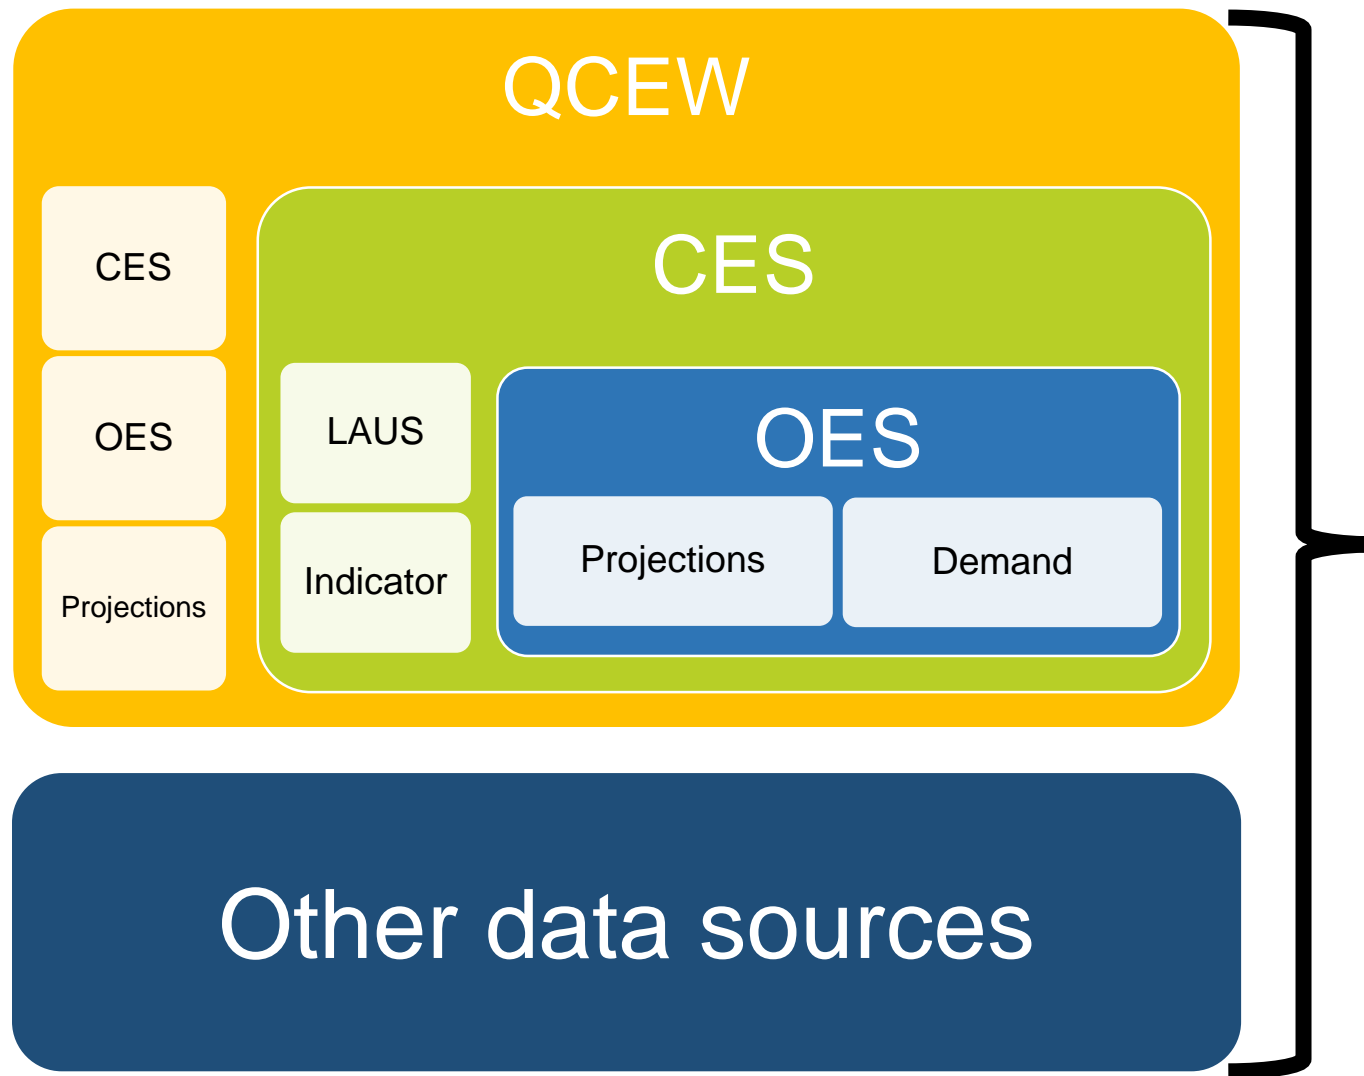 QCEW
CES
OES
Projections
CES
LAUS
Indicator
OES
Projections
Demand
Other data sources